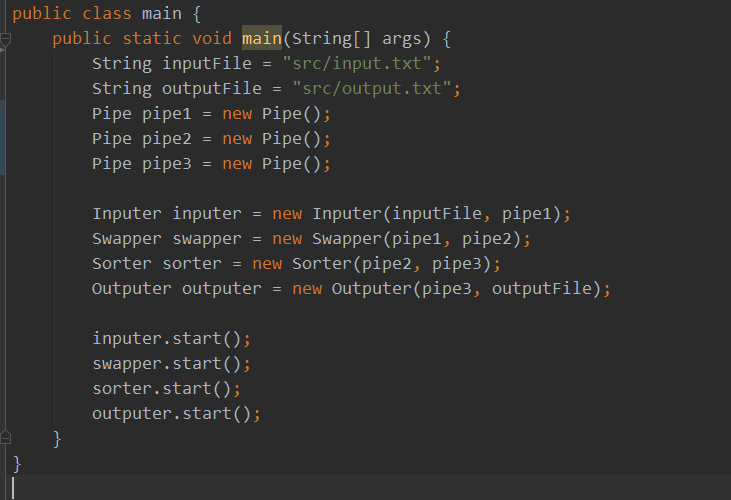 public class main {
    public static void main(String[] args) {
        String inputFile = "src/input.txt";
        String outputFile = "src/output.txt";
        Pipe pipe1 = new Pipe();
        Pipe pipe2 = new Pipe();
        Pipe pipe3 = new Pipe();

        Inputer inputer = new Inputer(inputFile, pipe1);
        Swapper swapper = new Swapper(pipe1, pipe2);
        Sorter sorter = new Sorter(pipe2, pipe3);
        Outputer outputer = new Outputer(pipe3, outputFile);

        inputer.start();
        swapper.start();
        sorter.start();
        outputer.start();
    }
}